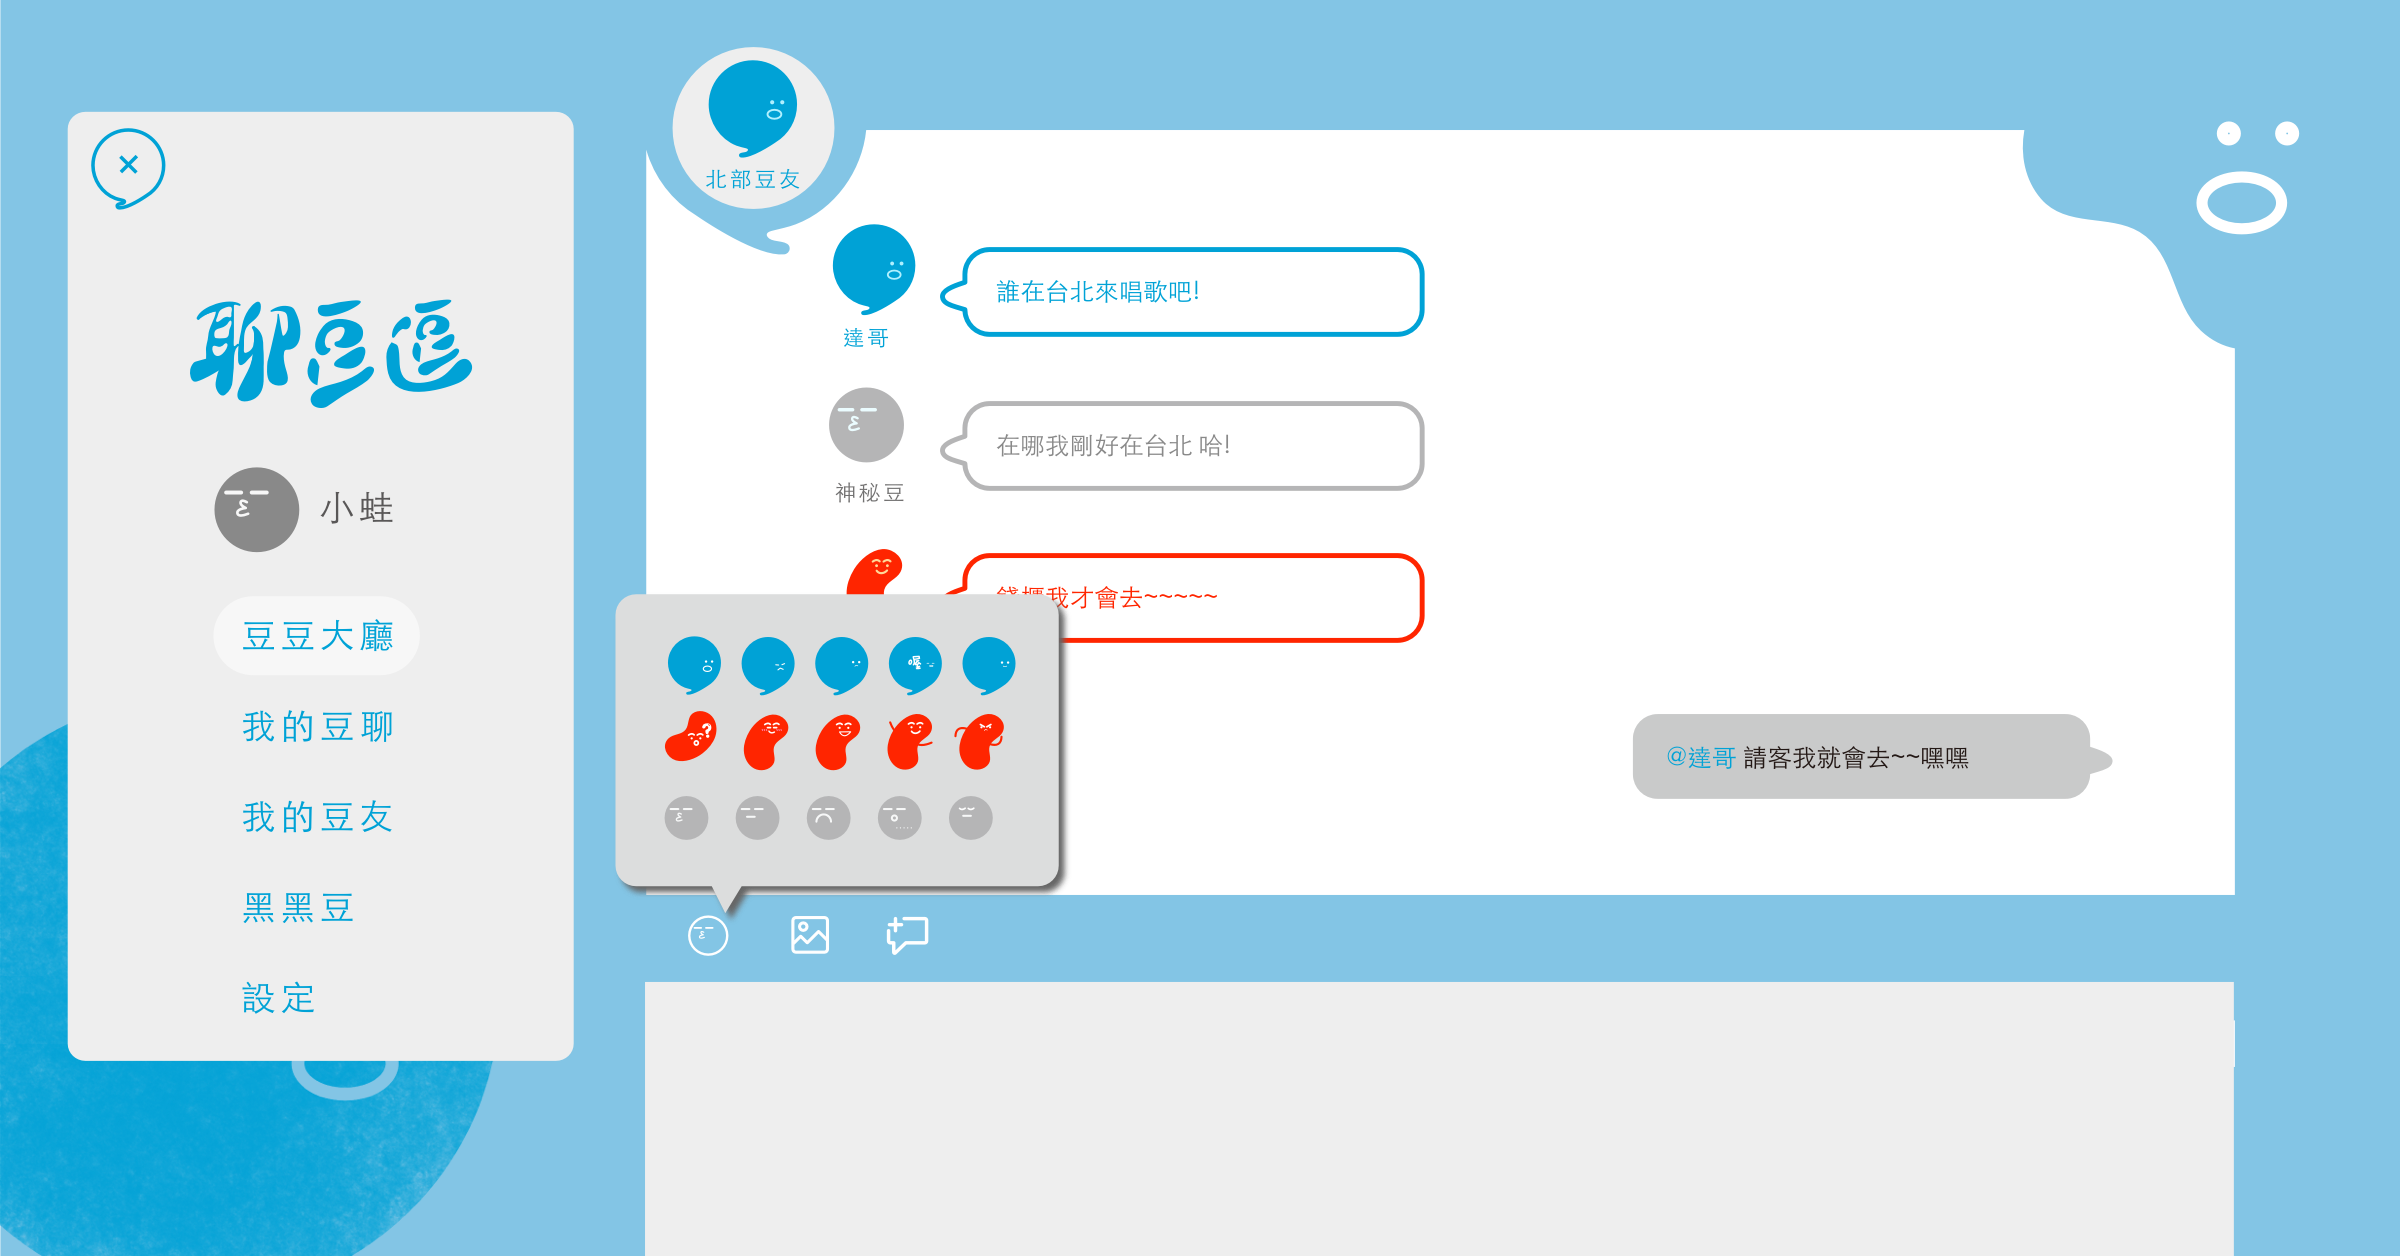 聊豆逗
小蛙
豆豆大廳
我的豆聊
我的豆友
黑黑豆
設定
北部豆友
誰在台北來唱歌吧!
達哥
在哪我剛好在台北 哈!
神秘豆
錢櫃我才會去~~~~~
喔
?
@達哥 請客我就會去~~嘿嘿